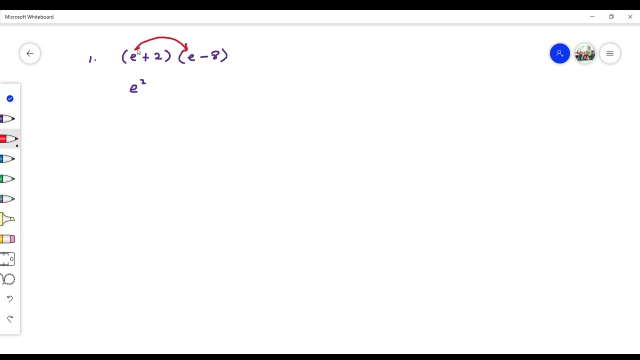 Microsoft Whiteboard
1. (e + 2) (e - 8)
e²